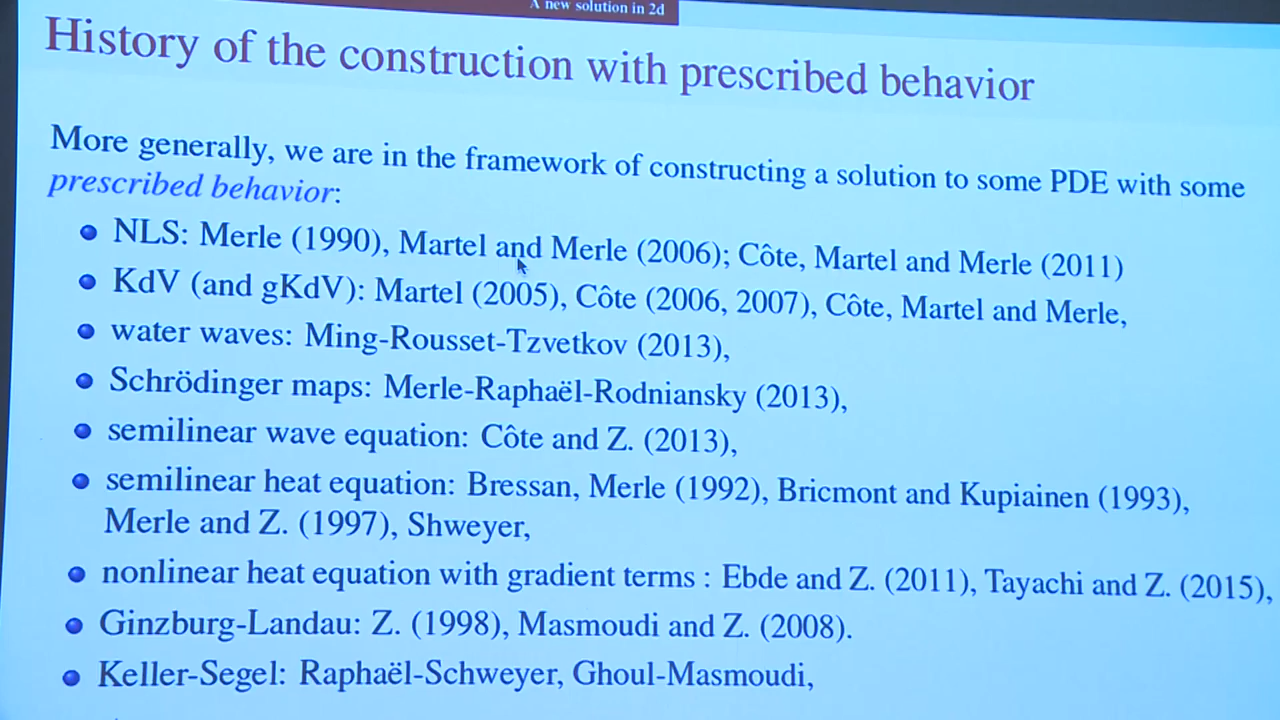 A new solution in 2d
History of the construction with prescribed behavior
More generally, we are in the framework of constructing a solution to some PDE with some
prescribed behavior:
NLS: Merle (1990), Martel and Merle (2006); Côte, Martel and Merle (2011)
KdV (and gKdV): Martel (2005), Côte (2006, 2007), Côte, Martel and Merle,
water waves: Ming-Rousset-Tzvetkov (2013),
Schrödinger maps: Merle-Raphaël-Rodniansky (2013),
semilinear wave equation: Côte and Z. (2013),
semilinear heat equation: Bressan, Merle (1992), Bricmont and Kupiainen (1993),
Merle and Z. (1997), Shweyer,
nonlinear heat equation with gradient terms : Ebde and Z. (2011), Tayachi and Z. (2015),
Ginzburg-Landau: Z. (1998), Masmoudi and Z. (2008).
Keller-Segel: Raphaël-Schweyer, Ghoul-Masmoudi,